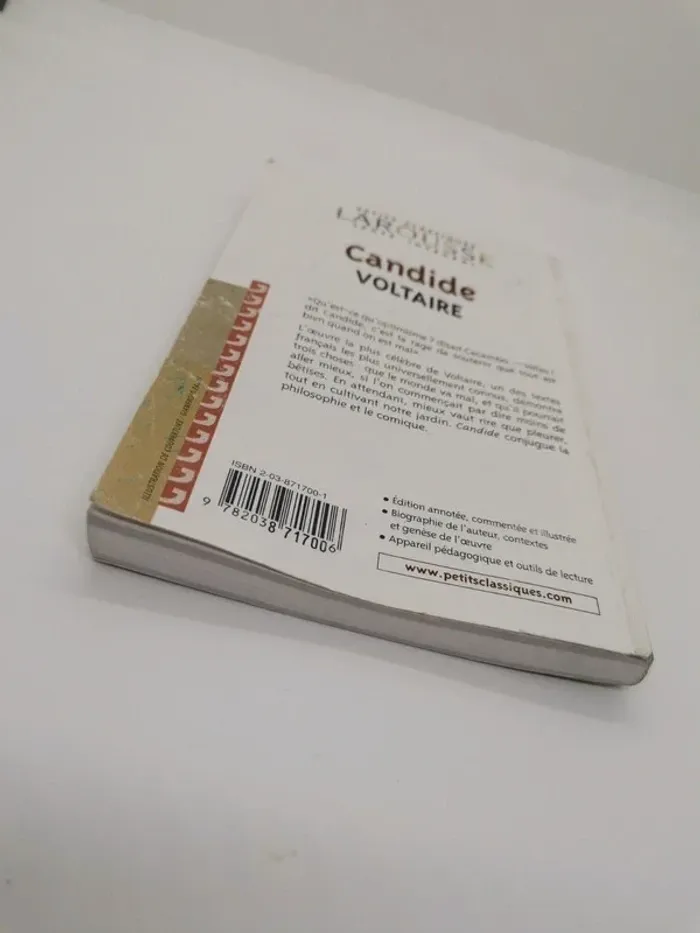 PETITS CLASSIQUES
LAROUSSE
TEXTE INTÉGRAL
Candide
VOLTAIRE
«Qu'est-ce qu'optimisme ? disait Cacambo. — Hélas !
dit Candide, c'est la rage de soutenir que tout est
bien quand on est mal.»
L'œuvre la plus célèbre de Voltaire, un des textes
français les plus universellement connus, démontre
trois choses : que le monde va mal, et qu'il pourrait
aller mieux, si l'on commençait par dire moins de
bêtises. En attendant, mieux vaut rire que pleurer,
tout en cultivant notre jardin. Candide conjugue la
philosophie et le comique.
ISBN 2-03-871700-1
9 782038 717006
• Édition annotée, commentée et illustrée
• Biographie de l'auteur, contextes
et genèse de l'œuvre
• Appareil pédagogique et outils de lecture
www.petitsclassiques.com